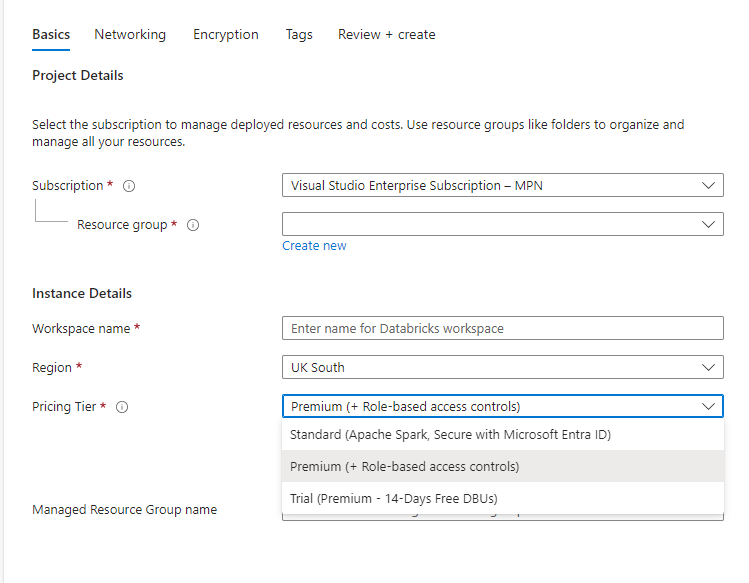 Basics Networking Encryption Tags Review + create
Project Details
Select the subscription to manage deployed resources and costs. Use resource groups like folders to organize and
manage all your resources.
Subscription * Visual Studio Enterprise Subscription – MPN
Resource group *
Create new
Instance Details
Workspace name * Enter name for Databricks workspace
Region * UK South
Pricing Tier * Premium (+ Role-based access controls)
Standard (Apache Spark, Secure with Microsoft Entra ID)
Premium (+ Role-based access controls)
Trial (Premium - 14-Days Free DBUs)
Managed Resource Group name